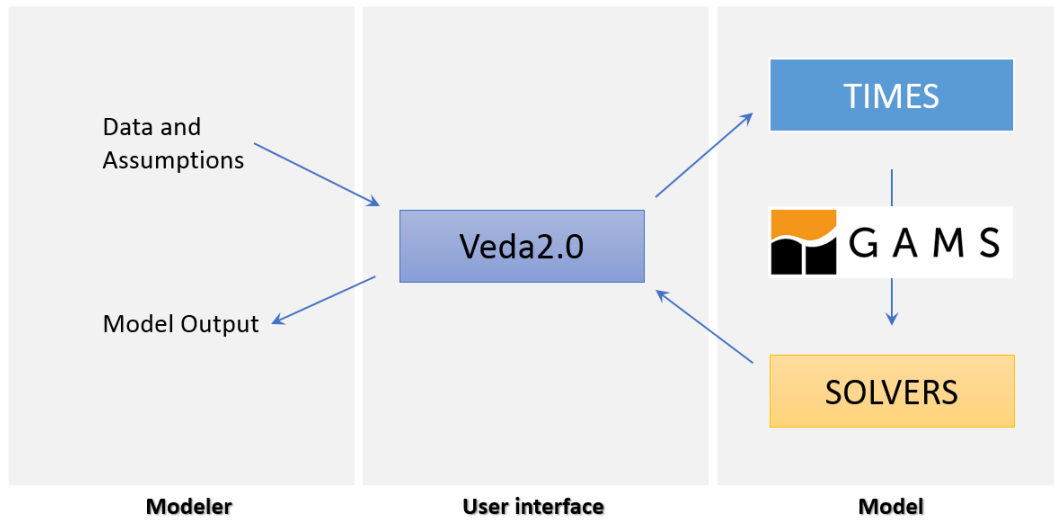 Data and
Assumptions
Model Output
Modeler
Veda2.0
User interface
TIMES
GAMS
SOLVERS
Model